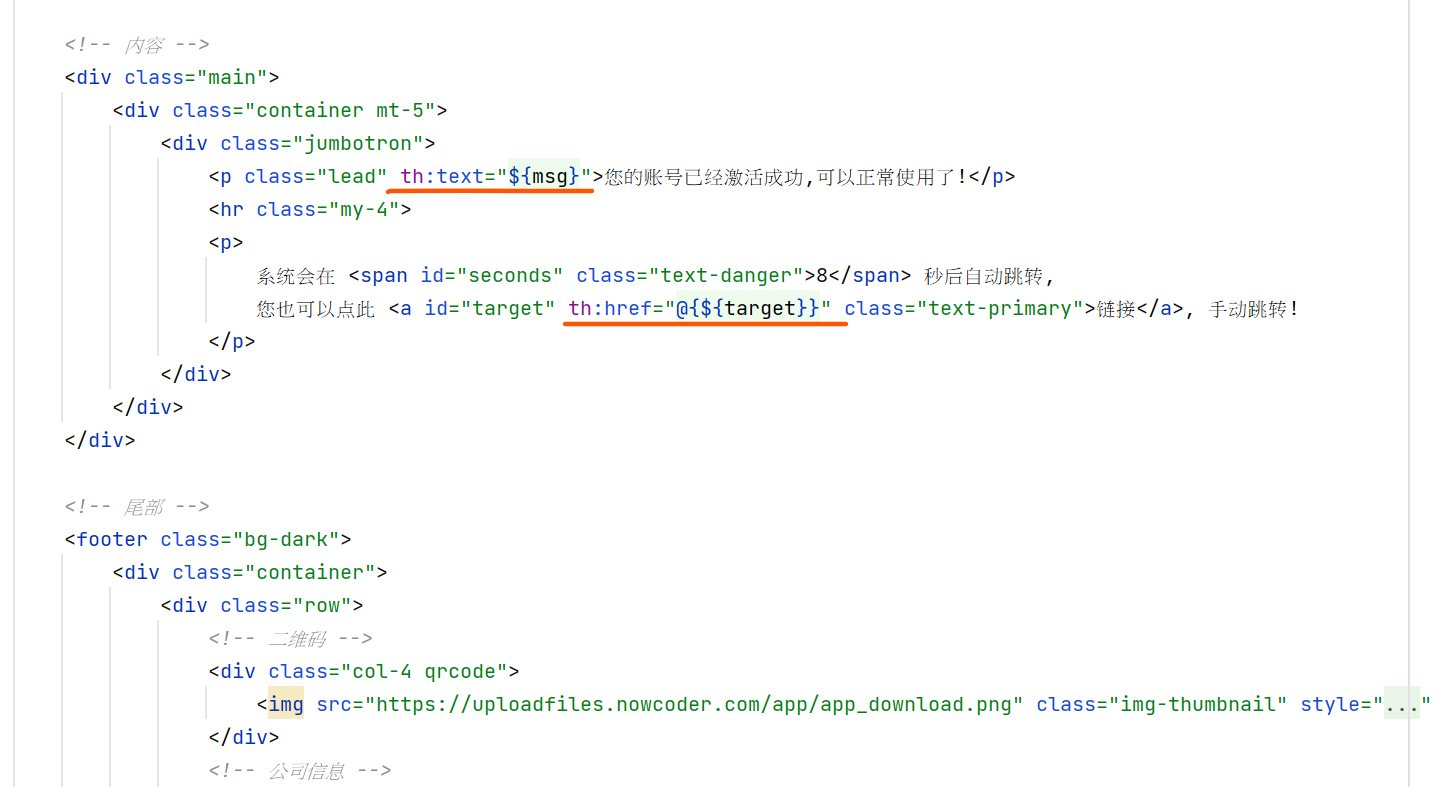 <!-- 内容 -->
<div class="main">
<div class="container mt-5">
<div class="jumbotron">
<p class="lead" th:text="${msg}">您的账号已经激活成功,可以正常使用了!</p>
<hr class="my-4">
<p>
系统会在 <span id="seconds" class="text-danger">8</span> 秒后自动跳转,
您也可以点此 <a id="target" th:href="@{${target}}" class="text-primary">链接</a>, 手动跳转!
</p>
</div>
</div>
</div>
<!-- 尾部 -->
<footer class="bg-dark">
<div class="container">
<div class="row">
<!-- 二维码 -->
<div class="col-4 qrcode">
<img src="https://uploadfiles.nowcoder.com/app/app_download.png" class="img-thumbnail" style="..."
</div>
<!-- 公司信息 -->